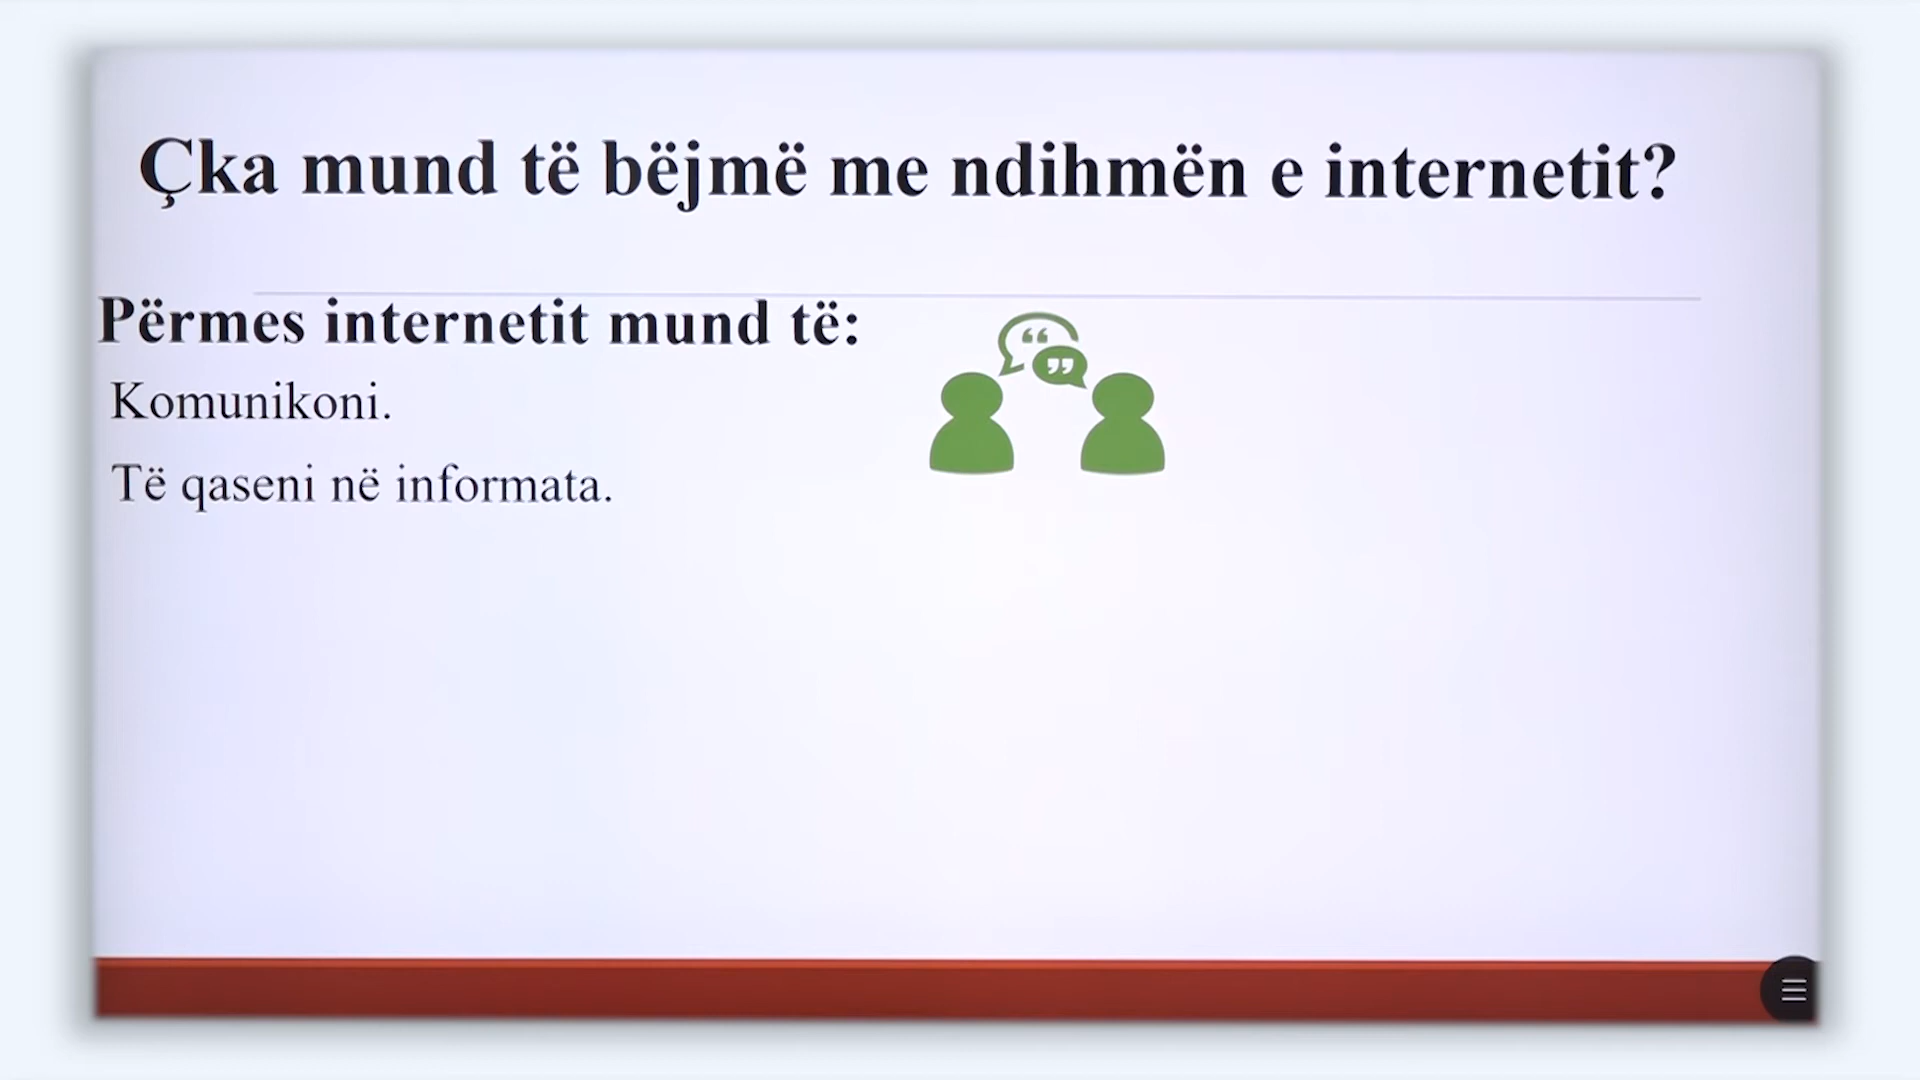 Çka mund të bëjmë me ndihmën e internetit?
Përmes internetit mund të:
Komunikoni.
Të qaseni në informata.